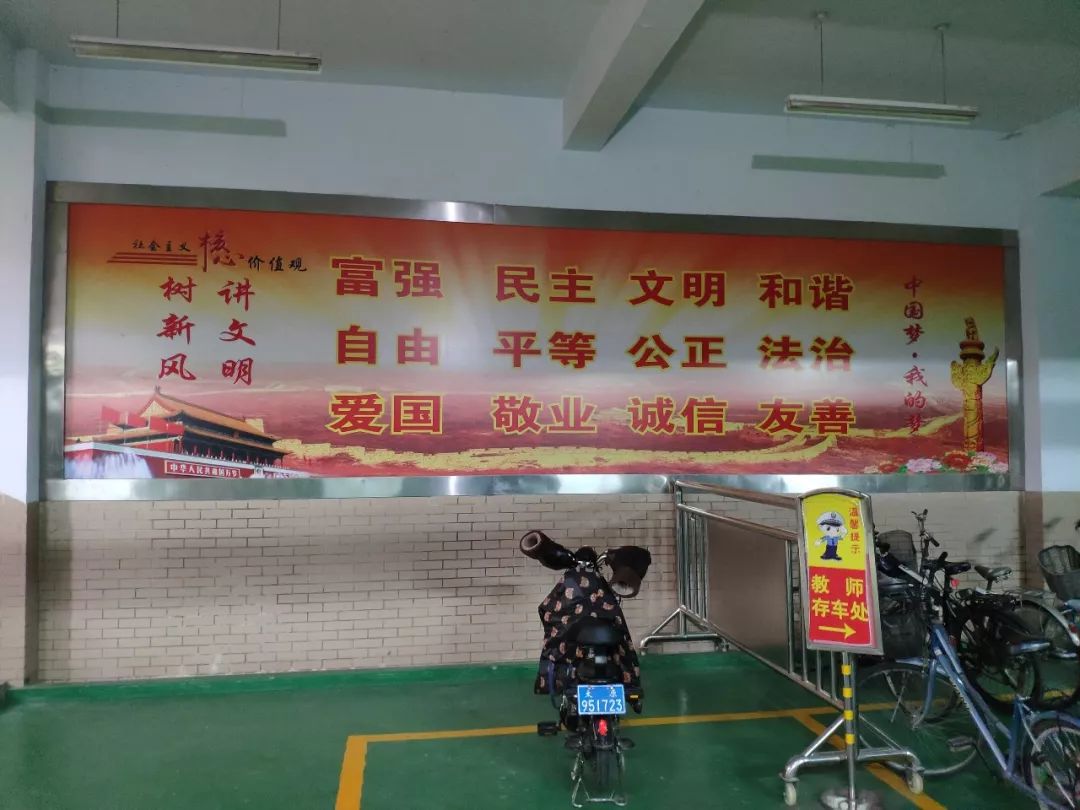 社会主义核心价值观
讲文明
树新风
富强 民主 文明 和谐
自由 平等 公正 法治
爱国 敬业 诚信 友善
中国梦·我的梦
中华人民共和国万岁
温馨提示
教师
存车处
951723